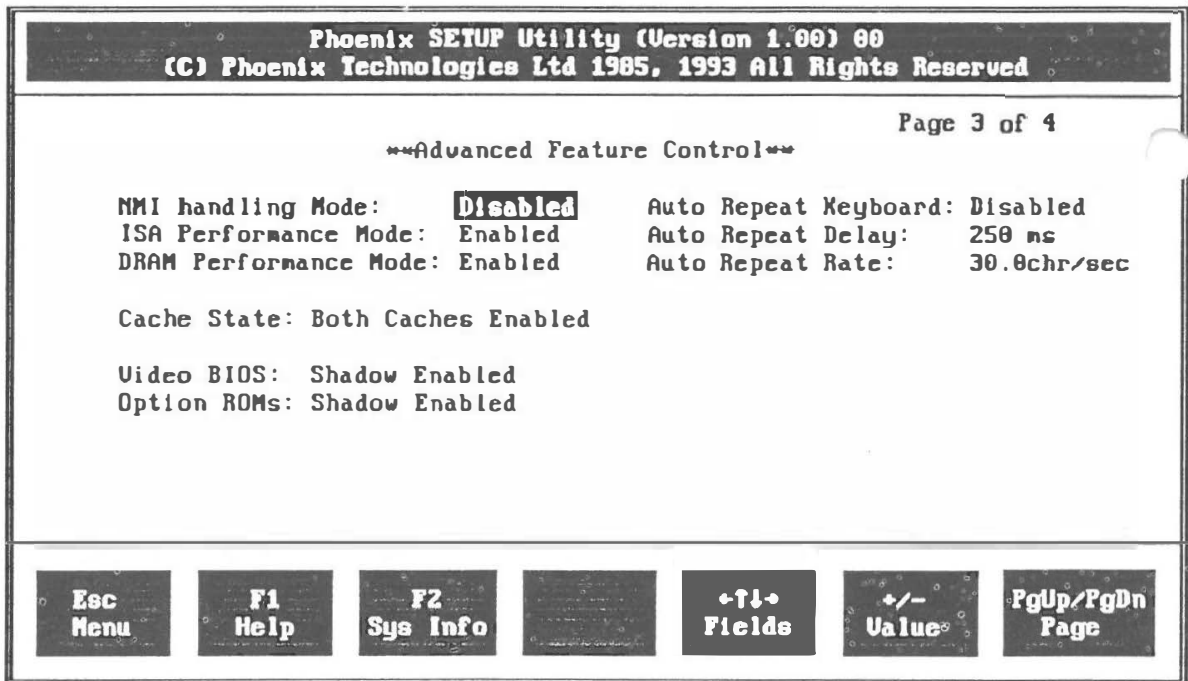 Phoenix SETUP Utility (Version 1.00) 00
(C) Phoenix Technologies Ltd 1985, 1993 All Rights Reserved
Page 3 of 4
**Advanced Feature Control**
NMI handling Mode: Disabled Auto Repeat Keyboard: Disabled
ISA Performance Mode: Enabled Auto Repeat Delay: 250 ms
DRAM Performance Mode: Enabled Auto Repeat Rate: 30.0chr/sec
Cache State: Both Caches Enabled
Video BIOS: Shadow Enabled
Option ROMs: Shadow Enabled
Esc F1 F2 ←↑↓→ +/- PgUp/PgDn
Menu Help Sys Info Fields Value Page